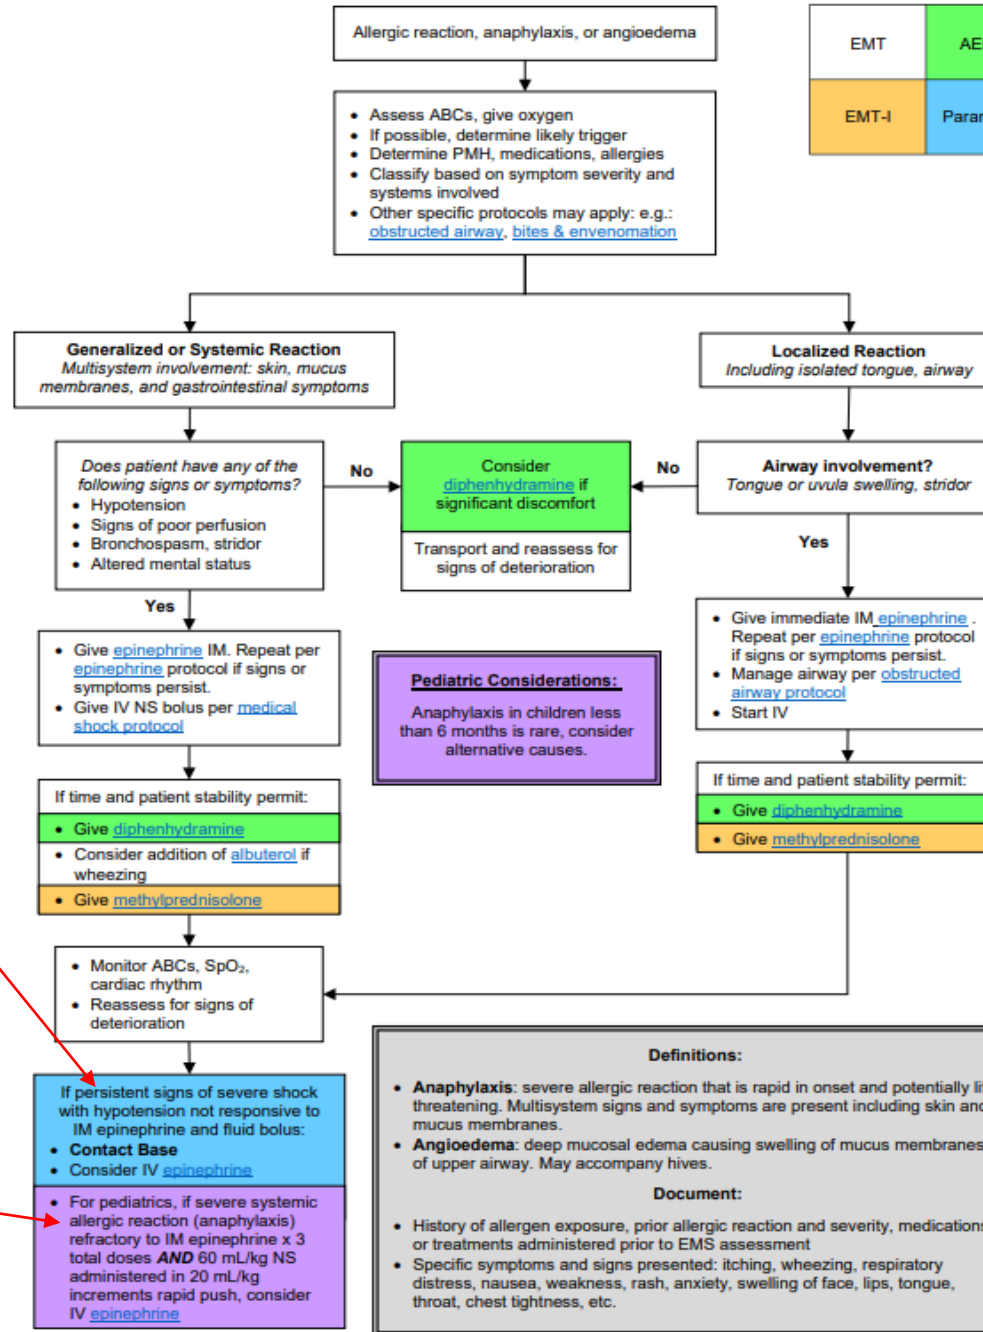 Allergic reaction, anaphylaxis, or angioedema
EMT
EMT-I
• Assess ABCs, give oxygen
• If possible, determine likely trigger
• Determine PMH, medications, allergies
• Classify based on symptom severity and
systems involved
• Other specific protocols may apply: e.g.:
obstructed airway, bites & envenomation
Generalized or Systemic Reaction
Multisystem involvement: skin, mucus
membranes, and gastrointestinal symptoms
Localized Reaction
Including isolated tongue, airway
Does patient have any of the
following signs or symptoms?
• Hypotension
• Signs of poor perfusion
• Bronchospasm, stridor
• Altered mental status
No
Consider
diphenhydramine if
significant discomfort
Transport and reassess for
signs of deterioration
No
Airway involvement?
Tongue or uvula swelling, stridor
Yes
Yes
• Give epinephrine IM. Repeat per
epinephrine protocol if signs or
symptoms persist.
• Give IV NS bolus per medical
shock protocol
Pediatric Considerations:
Anaphylaxis in children less
than 6 months is rare, consider
alternative causes.
• Give immediate IM epinephrine .
Repeat per epinephrine protocol
if signs or symptoms persist.
• Manage airway per obstructed
airway protocol
• Start IV
If time and patient stability permit:
• Give diphenhydramine
• Consider addition of albuterol if
wheezing
• Give methylprednisolone
If time and patient stability permit:
• Give diphenhydramine
• Give methylprednisolone
• Monitor ABCs, SpO₂,
cardiac rhythm
• Reassess for signs of
deterioration
If persistent signs of severe shock
with hypotension not responsive to
IM epinephrine and fluid bolus:
• Contact Base
• Consider IV epinephrine
• For pediatrics, if severe systemic
allergic reaction (anaphylaxis)
refractory to IM epinephrine x 3
total doses AND 60 mL/kg NS
administered in 20 mL/kg
increments rapid push, consider
IV epinephrine
Definitions:
• Anaphylaxis: severe allergic reaction that is rapid in onset and potentially
threatening. Multisystem signs and symptoms are present including skin and
mucus membranes.
• Angioedema: deep mucosal edema causing swelling of mucus membranes
of upper airway. May accompany hives.
Document:
• History of allergen exposure, prior allergic reaction and severity, medications
or treatments administered prior to EMS assessment
• Specific symptoms and signs presented: itching, wheezing, respiratory
distress, nausea, weakness, rash, anxiety, swelling of face, lips, tongue,
throat, chest tightness, etc.